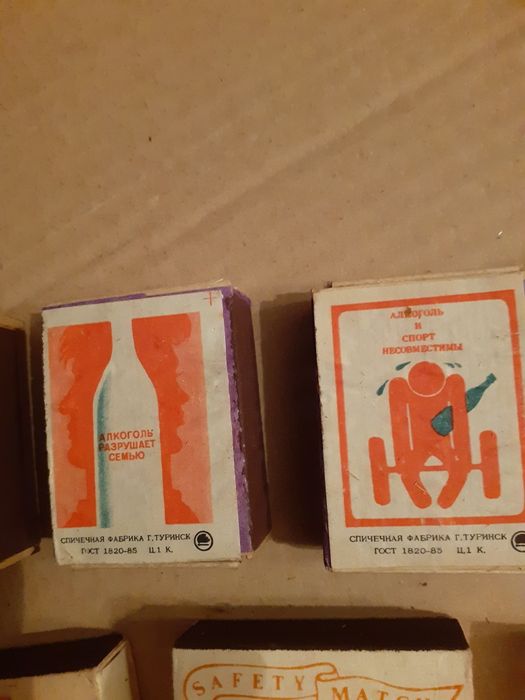 АЛКОГОЛЬ
РАЗРУШАЕТ
СЕМЬЮ
СПИЧЕЧНАЯ ФАБРИКА Г.ТУРИНСК
ГОСТ 1820-85 Ц.1 К.
АЛКОГОЛЬ
И
СПОРТ
НЕСОВМЕСТИМЫ
СПИЧЕЧНАЯ ФАБРИКА Г.ТУРИНСК
ГОСТ 1820-85 Ц.1 К.
SAFETY MATCH